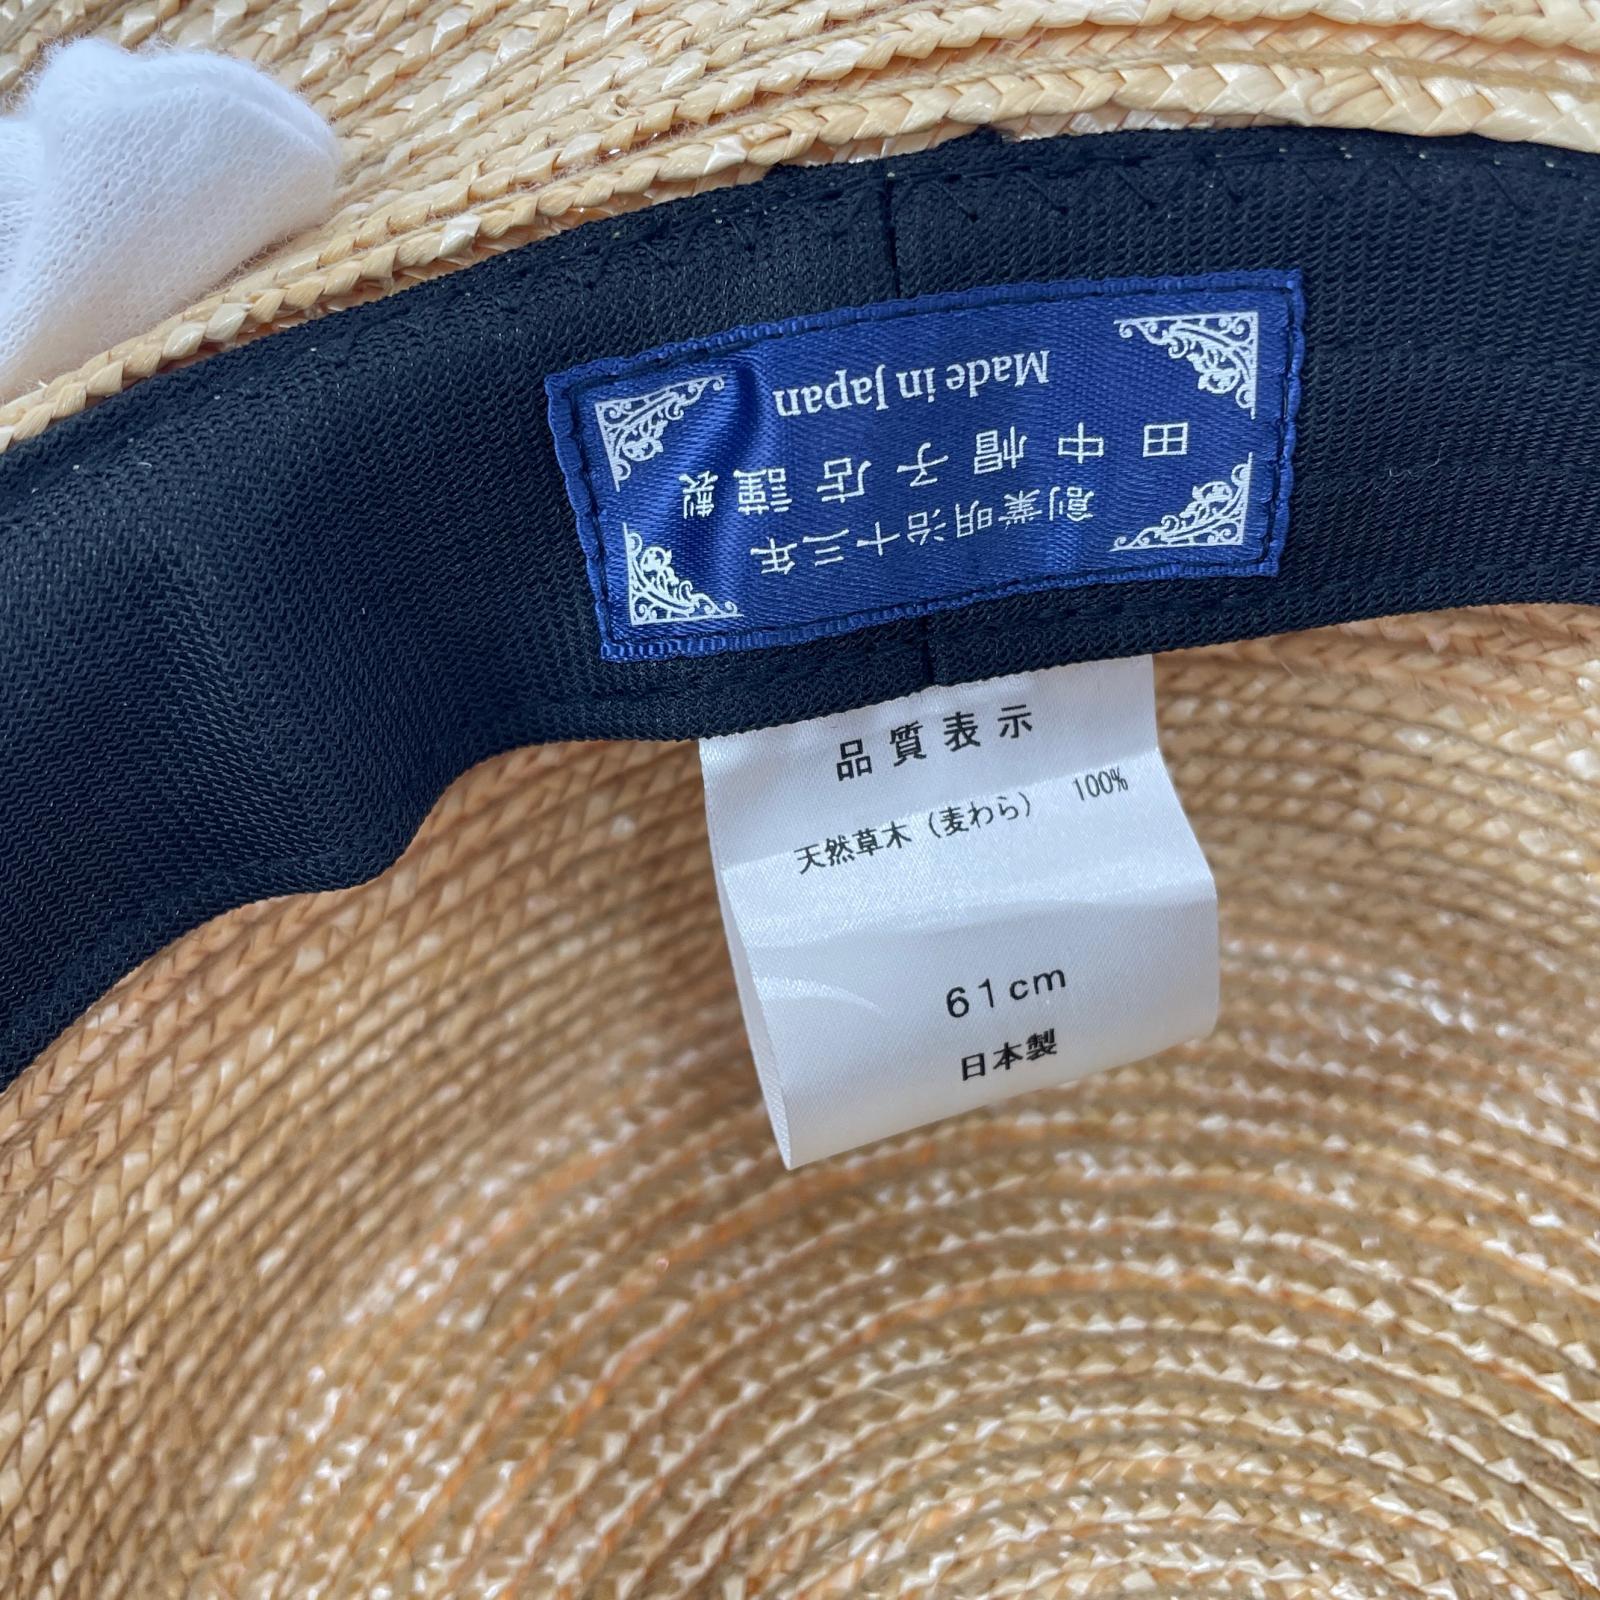 創業明治十三年
田中帽子店謹製
Made in Japan
品質表示
天然草木（麦わら） 100%
61cm
日本製